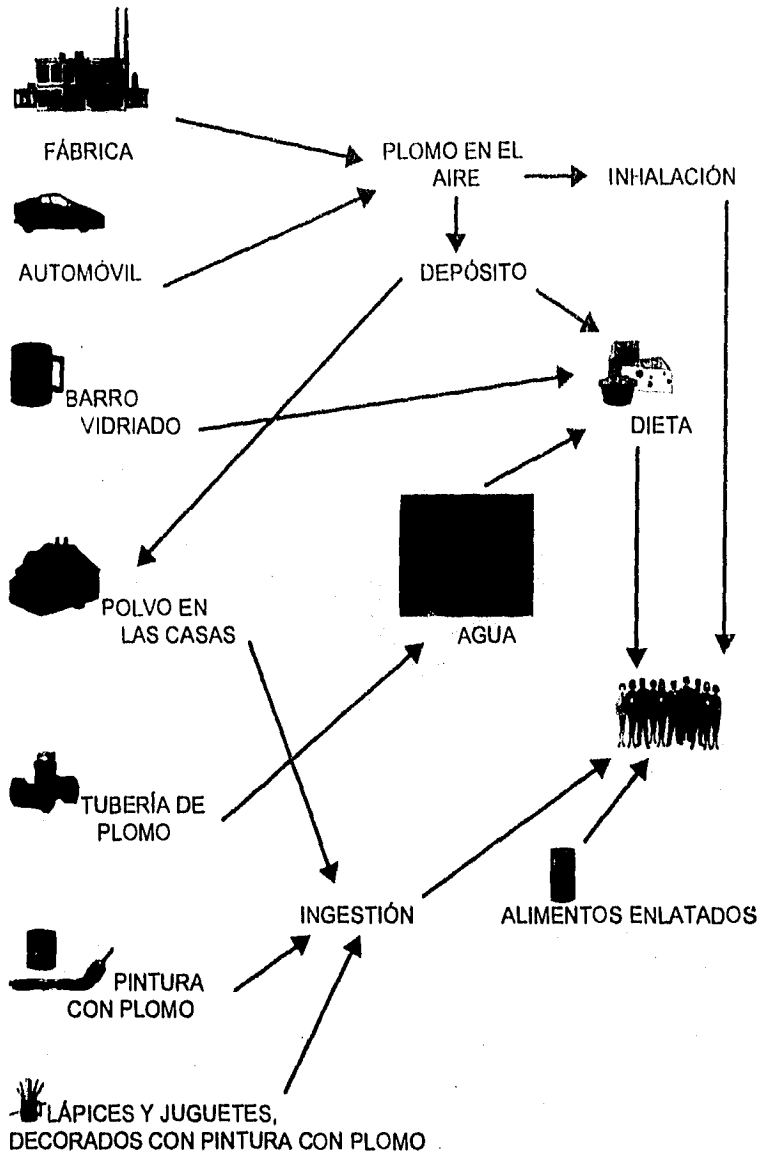 FÁBRICA
PLOMO EN EL
AIRE
INHALACIÓN
AUTOMÓVIL
DEPÓSITO
BARRO
VIDRIADO
DIETA
POLVO EN
LAS CASAS
AGUA
TUBERÍA DE
PLOMO
INGESTIÓN
ALIMENTOS ENLATADOS
PINTURA
CON PLOMO
LÁPICES Y JUGUETES,
DECORADOS CON PINTURA CON PLOMO